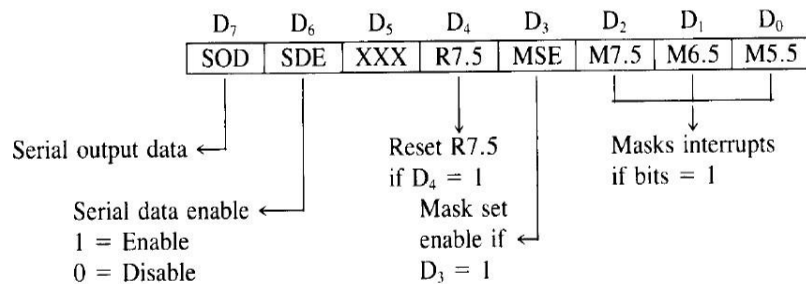 D₇ D₆ D₅ D₄ D₃ D₂ D₁ D₀
SOD SDE XXX R7.5 MSE M7.5 M6.5 M5.5
Serial output data
Reset R7.5
if D₄ = 1
Masks interrupts
if bits = 1
Serial data enable
1 = Enable
0 = Disable
Mask set
enable if
D₃ = 1